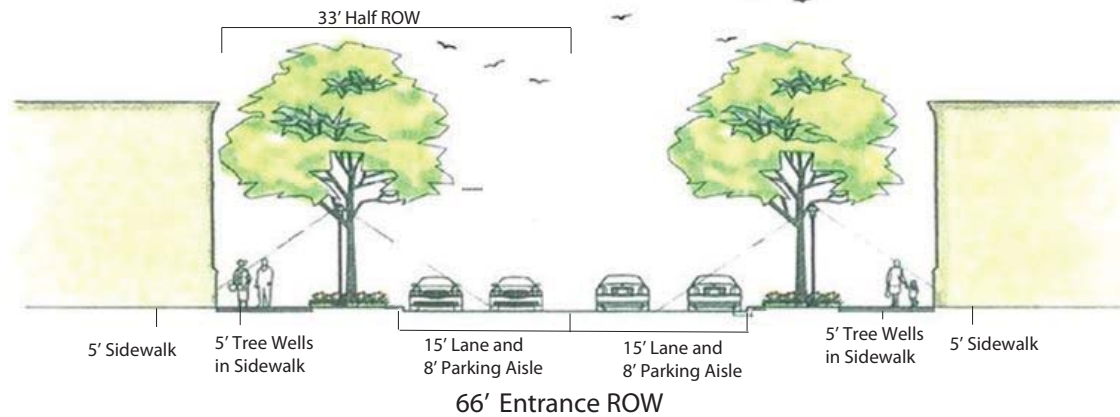 33’ Half ROW
5’ Sidewalk
5’ Tree Wells
in Sidewalk
15’ Lane and
8’ Parking Aisle
15’ Lane and
8’ Parking Aisle
5’ Tree Wells
in Sidewalk
5’ Sidewalk
66’ Entrance ROW